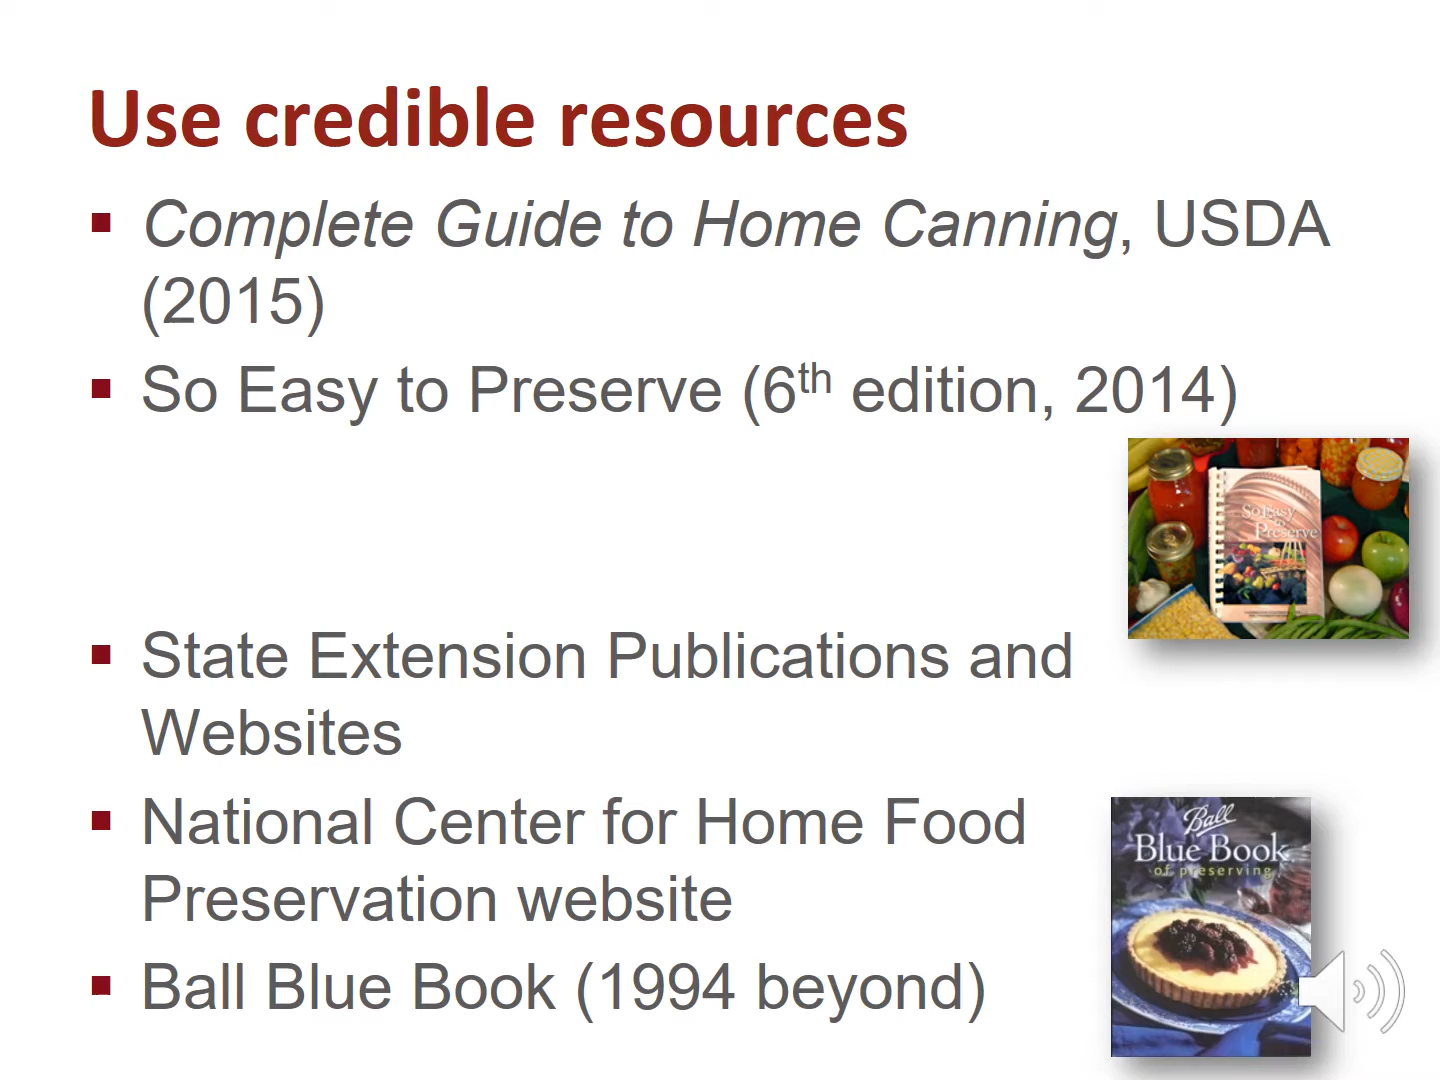 Use credible resources
Complete Guide to Home Canning, USDA
(2015)
So Easy to Preserve (6th edition, 2014)
So Easy
to
Preserve
State Extension Publications and
Websites
National Center for Home Food
Preservation website
Ball Blue Book (1994 beyond)
Ball
Blue Book
of preserving